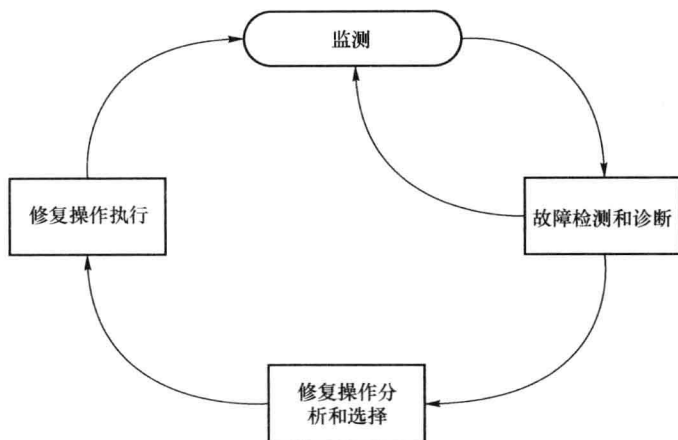 监测
修复操作执行
故障检测和诊断
修复操作分
析和选择